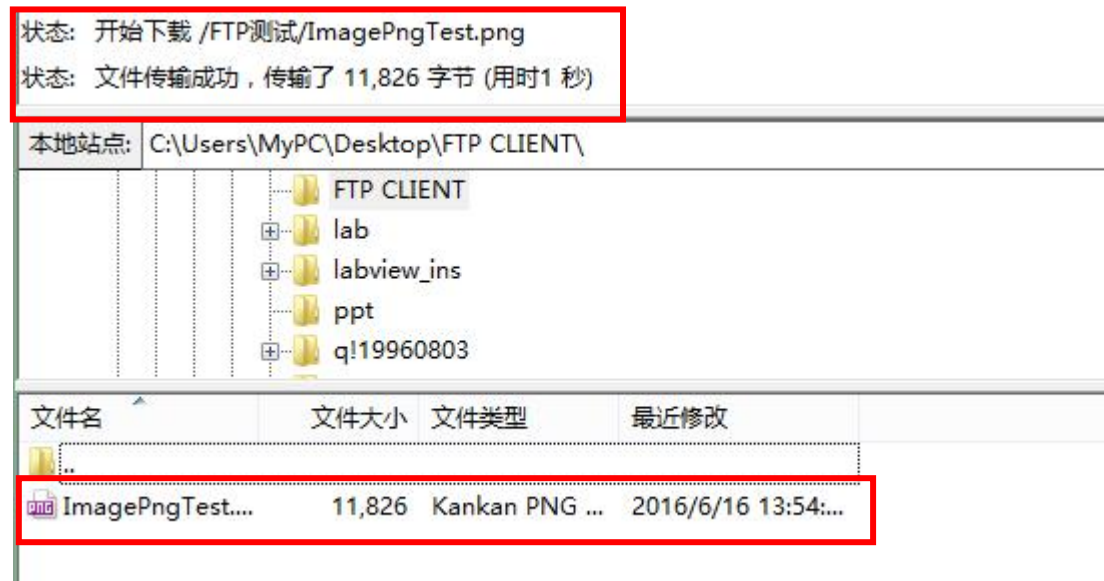 状态: 开始下载 /FTP测试/ImagePngTest.png
状态: 文件传输成功，传输了 11,826 字节 (用时1 秒)
本地站点: C:\Users\MyPC\Desktop\FTP CLIENT\
FTP CLIENT
lab
labview_ins
ppt
q!19960803
文件名 文件大小 文件类型 最近修改
..
ImagePngTest.... 11,826 Kankan PNG ... 2016/6/16 13:54:...